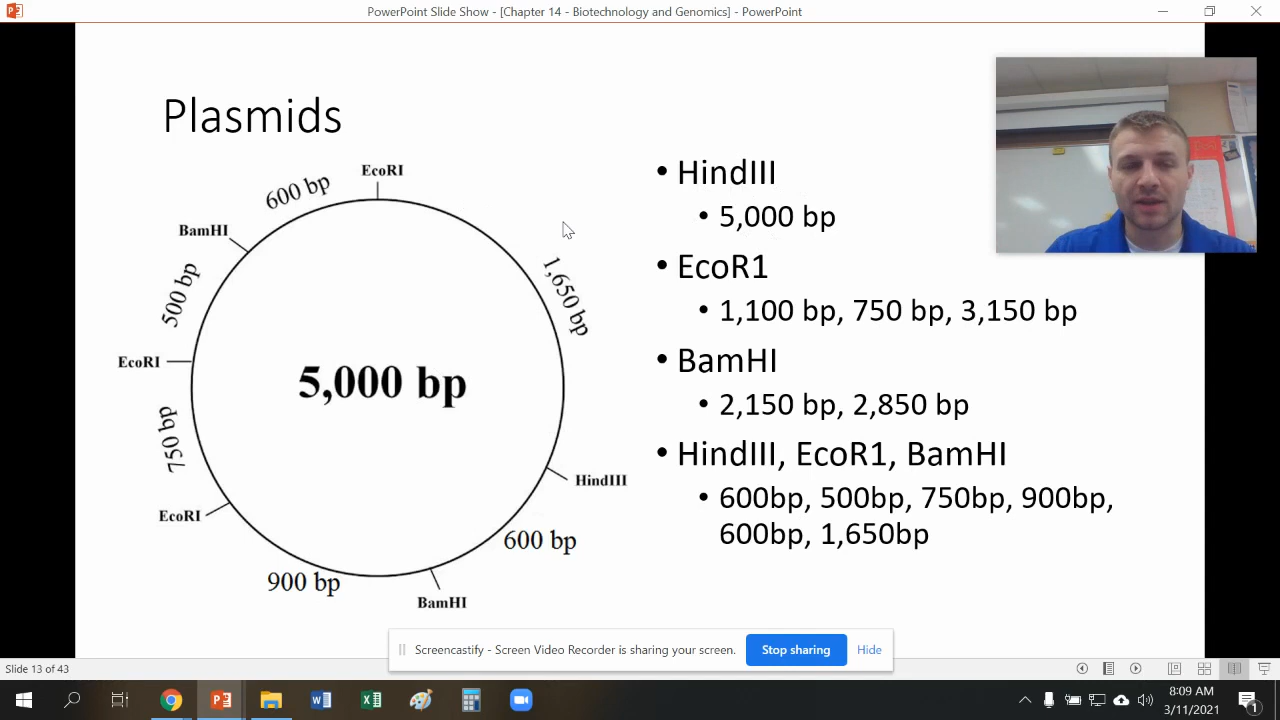 PowerPoint Slide Show - [Chapter 14 - Biotechnology and Genomics] - PowerPoint
Plasmids
EcoRI
600 bp
BamHI
500 bp
1,650 bp
EcoRI
5,000 bp
750 bp
HindIII
EcoRI
600 bp
900 bp
BamHI
• HindIII
• 5,000 bp
• EcoR1
• 1,100 bp, 750 bp, 3,150 bp
• BamHI
• 2,150 bp, 2,850 bp
• HindIII, EcoR1, BamHI
• 600bp, 500bp, 750bp, 900bp,
600bp, 1,650bp
Screencastify - Screen Video Recorder is sharing your screen.
Stop sharing
Hide
Slide 13 of 43
8:09 AM
3/11/2021
1